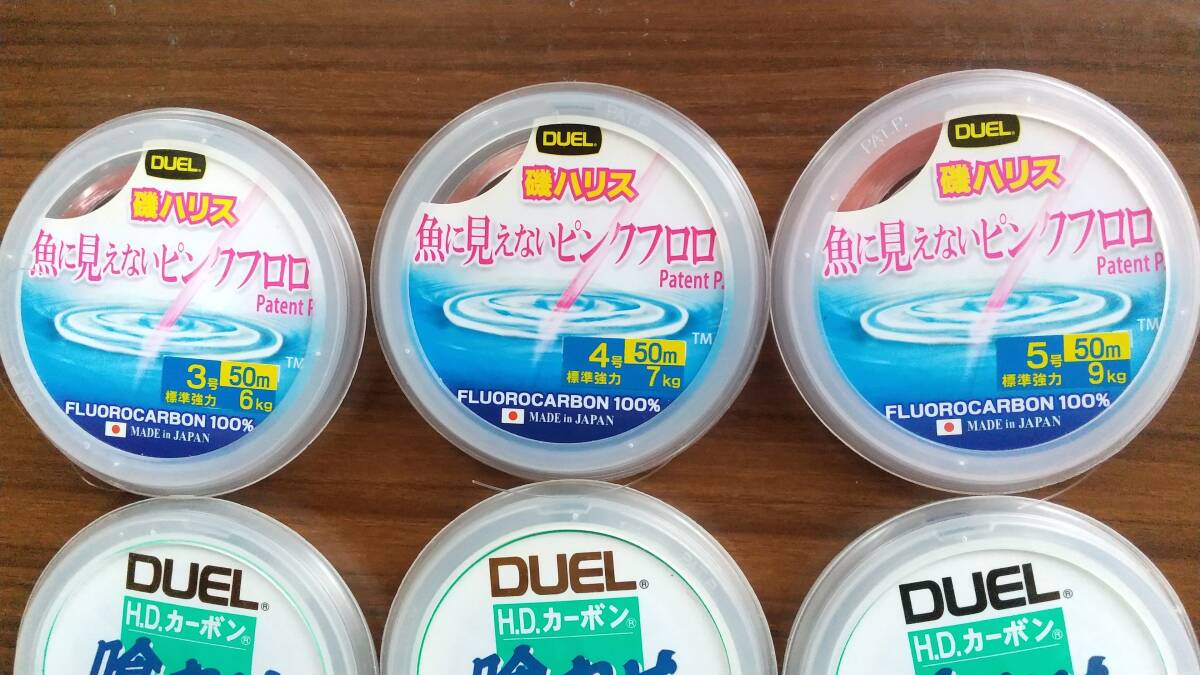 DUEL®
磯ハリス
魚に見えないピンクフロロ
Patent
TM
3号 50m
標準強力 6kg
FLUOROCARBON 100%
MADE in JAPAN
PAT.P.
DUEL®
磯ハリス
魚に見えないピンクフロロ
Patent P.
TM
4号 50m
標準強力 7kg
FLUOROCARBON 100%
MADE in JAPAN
PAT.P.
DUEL®
磯ハリス
魚に見えないピンクフロロ
Patent P.
TM
5号 50m
標準強力 9kg
FLUOROCARBON 100%
MADE in JAPAN
DUEL®
H.D.カーボン®
DUEL®
H.D.カーボン®
DUEL®
H.D.カーボン®